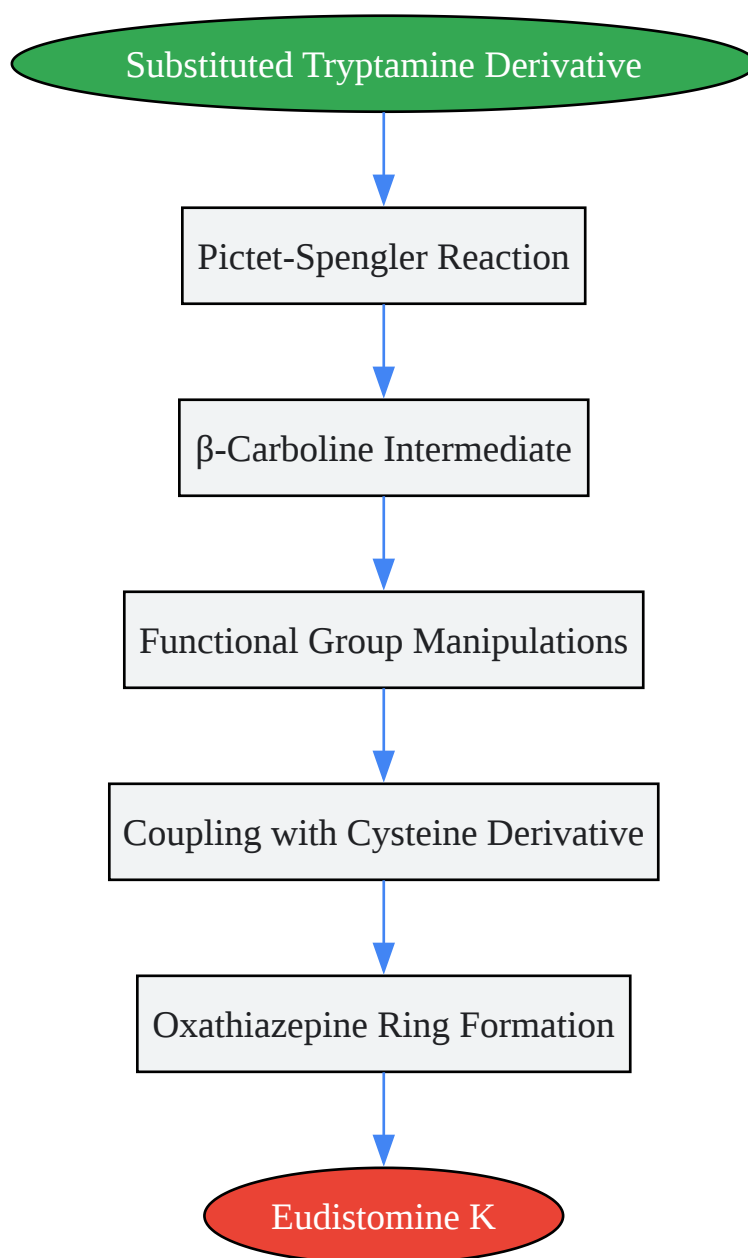 Substituted Tryptamine Derivative
Pictet-Spengler Reaction
β-Carboline Intermediate
Functional Group Manipulations
Coupling with Cysteine Derivative
Oxathiazepine Ring Formation
Eudistomine K